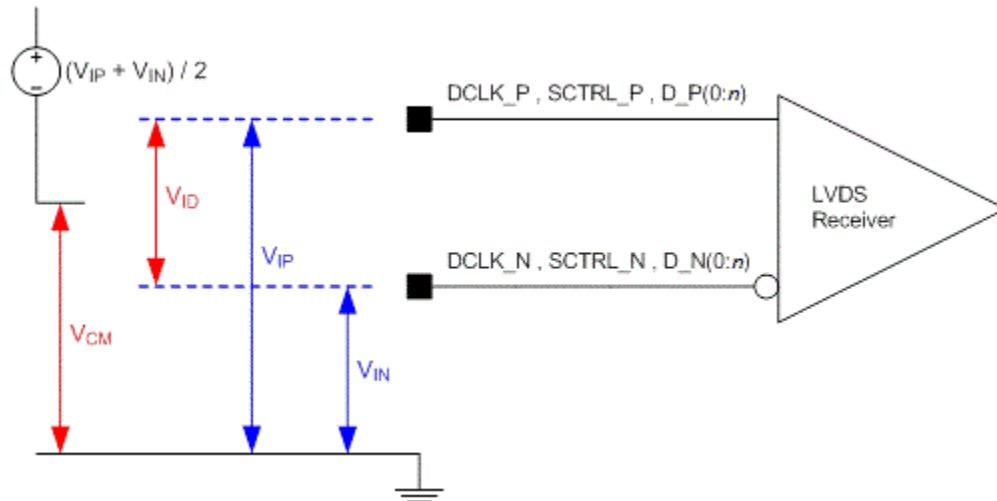 +
−
(VIP + VIN) / 2
DCLK_P , SCTRL_P , D_P(0:n)
VID
LVDS
Receiver
VIP
DCLK_N , SCTRL_N , D_N(0:n)
VCM
VIN